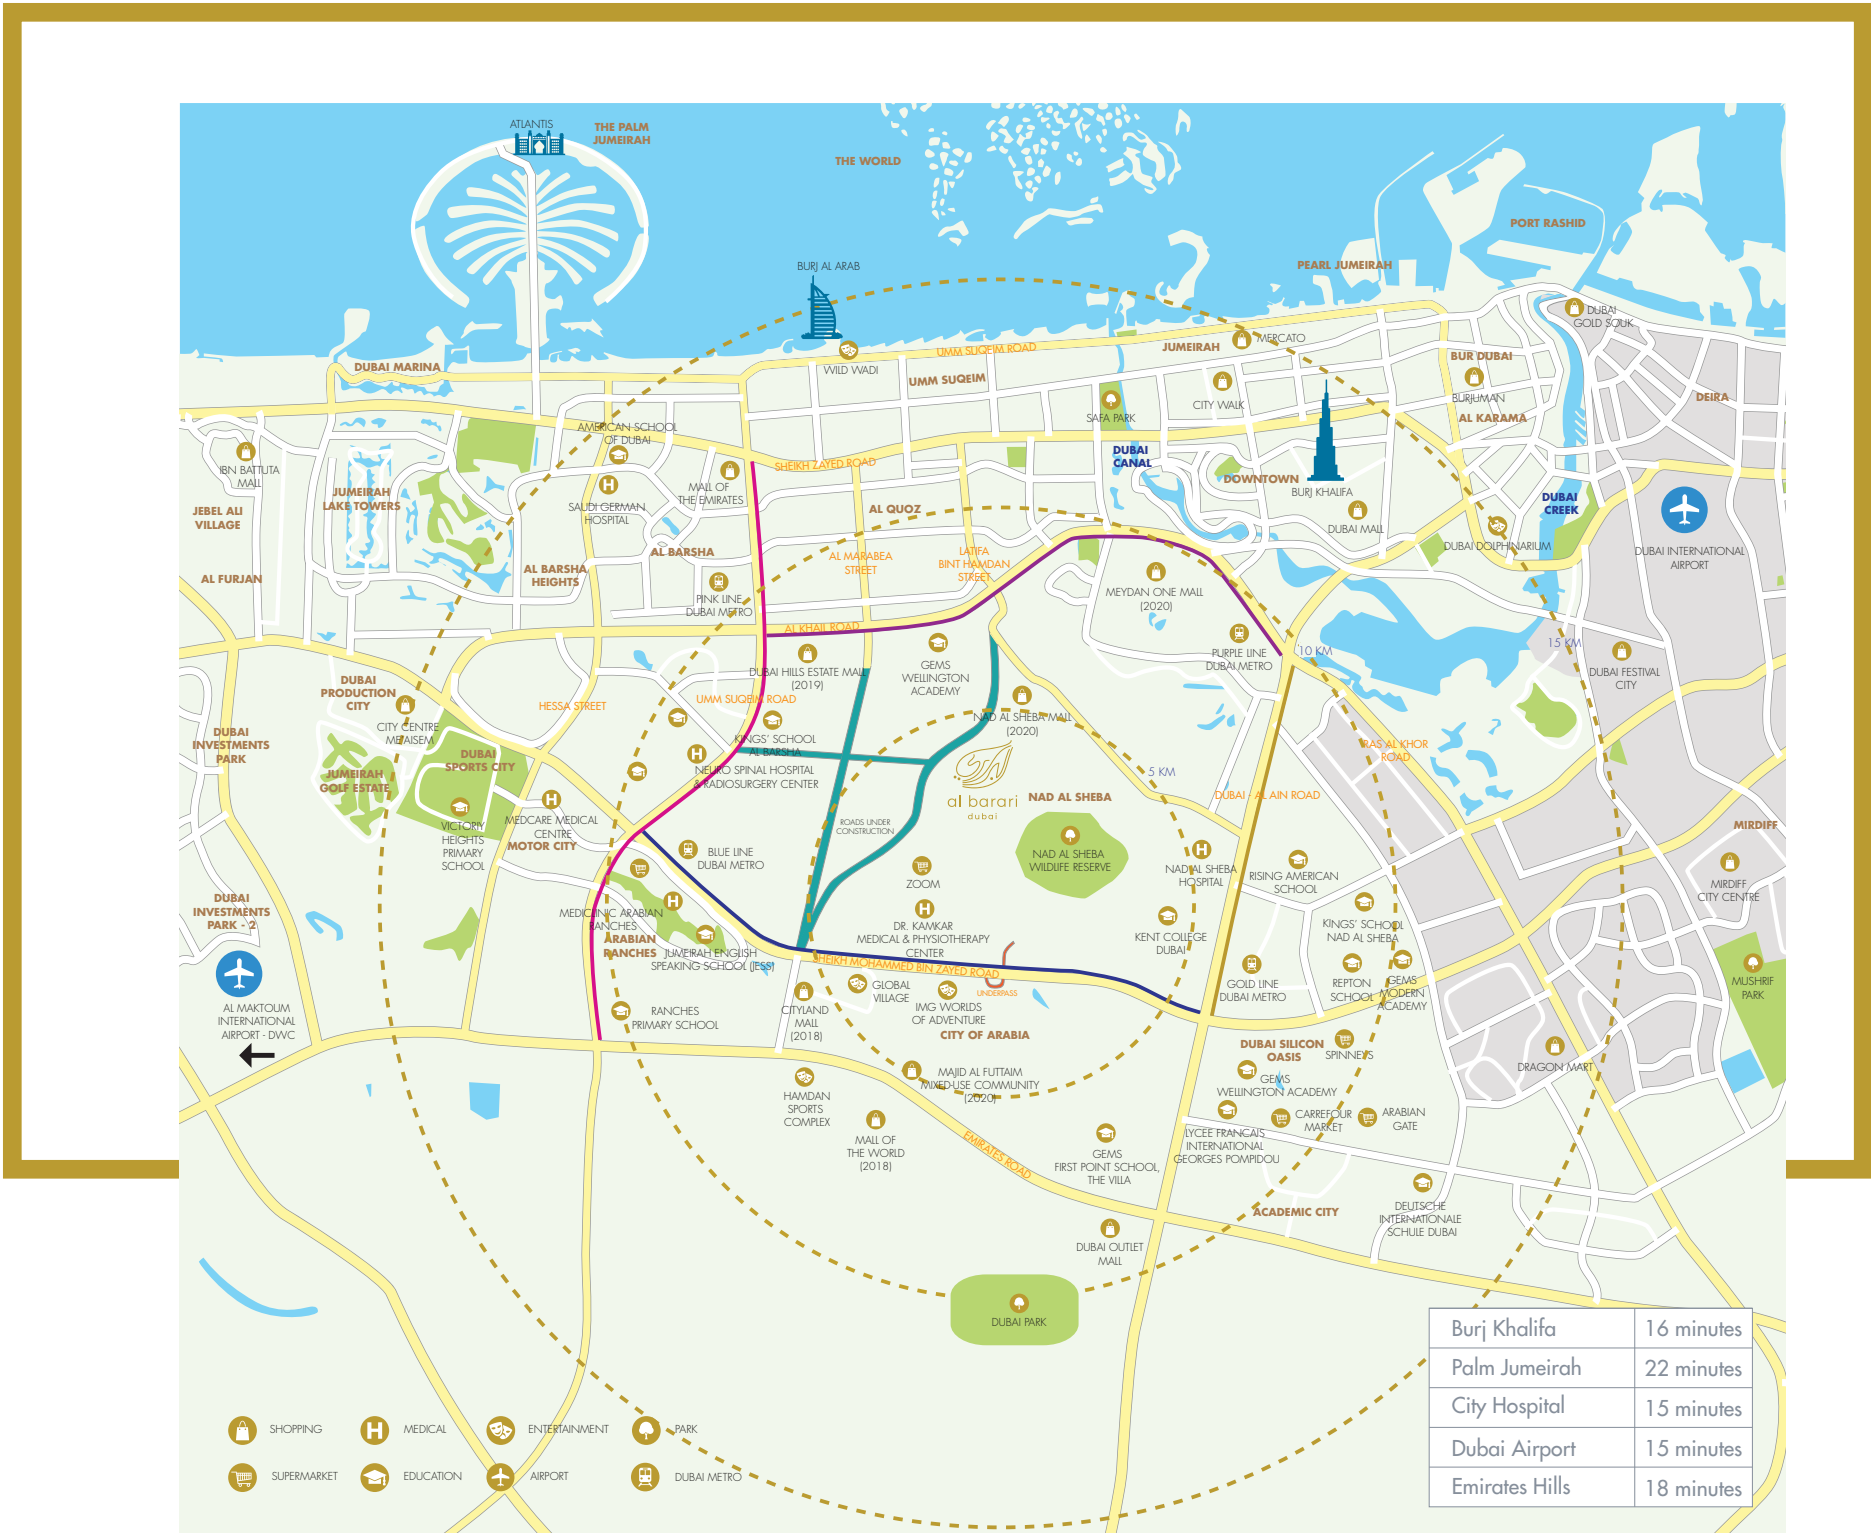 ATLANTIS
THE PALM
JUMEIRAH
THE WORLD
PORT RASHID
PEARL JUMEIRAH
BURJ AL ARAB
DUBAI
GOLD SOUK
MERCATO
JUMEIRAH
UMM SUQEIM ROAD
WILD WADI
UMM SUQEIM
DUBAI MARINA
BUR DUBAI
BURJUMAN
AL KARAMA
DEIRA
CITY WALK
SAFA PARK
AMERICAN SCHOOL
OF DUBAI
IBN BATTUTA
MALL
SHEIKH ZAYED ROAD
DUBAI
CANAL
DOWNTOWN
BURJ KHALIFA
MALL OF
THE EMIRATES
JUMEIRAH
LAKE TOWERS
SAUDI GERMAN
HOSPITAL
JEBEL ALI
VILLAGE
AL QUOZ
DUBAI
CREEK
DUBAI MALL
DUBAI DOLPHINARIUM
DUBAI INTERNATIONAL
AIRPORT
AL BARSHA
AL MARABEA
STREET
LATIFA
BINT HAMDAN
STREET
AL FURJAN
AL BARSHA
HEIGHTS
PINK LINE
DUBAI METRO
MEYDAN ONE MALL
(2020)
AL KHAIL ROAD
PURPLE LINE
DUBAI METRO
10 KM
15 KM
DUBAI FESTIVAL
CITY
DUBAI HILLS ESTATE MALL
(2019)
GEMS
WELLINGTON
ACADEMY
DUBAI
PRODUCTION
CITY
HESSA STREET
UMM SUQEIM ROAD
NAD AL SHEBA MALL
(2020)
CITY CENTRE
ME'AISEM
KINGS' SCHOOL
AL BARSHA
DUBAI
INVESTMENTS
PARK
DUBAI
SPORTS CITY
RAS AL KHOR
ROAD
JUMEIRAH
GOLF ESTATE
NEURO SPINAL HOSPITAL
& RADIOSURGERY CENTER
5 KM
al barari
dubai
NAD AL SHEBA
DUBAI - AL AIN ROAD
VICTORIY
HEIGHTS
PRIMARY
SCHOOL
MEDCARE MEDICAL
CENTRE
MOTOR CITY
ROADS UNDER
CONSTRUCTION
MIRDIFF
BLUE LINE
DUBAI METRO
NAD AL SHEBA
WILDLIFE RESERVE
NAD AL SHEBA
HOSPITAL
RISING AMERICAN
SCHOOL
ZOOM
MIRDIFF
CITY CENTRE
DUBAI
INVESTMENTS
PARK - 2
MEDICLINIC ARABIAN
RANCHES
ARABIAN
RANCHES
JUMEIRAH ENGLISH
SPEAKING SCHOOL (JESS)
DR. KAMKAR
MEDICAL & PHYSIOTHERAPY
CENTER
KENT COLLEGE
DUBAI
KINGS' SCHOOL
NAD AL SHEBA
SHEIKH MOHAMMED BIN ZAYED ROAD
GLOBAL
VILLAGE
UNDERPASS
GOLD LINE
DUBAI METRO
REPTON
SCHOOL
GEMS
MODERN
ACADEMY
MUSHRIF
PARK
AL MAKTOUM
INTERNATIONAL
AIRPORT - DWC
RANCHES
PRIMARY SCHOOL
CITYLAND
MALL
(2018)
IMG WORLDS
OF ADVENTURE
CITY OF ARABIA
DUBAI SILICON
OASIS
SPINNEYS
DRAGON MART
MAJID AL FUTTAIM
MIXED-USE COMMUNITY
(2020)
GEMS
WELLINGTON ACADEMY
HAMDAN
SPORTS
COMPLEX
CARREFOUR
MARKET
ARABIAN
GATE
MALL OF
THE WORLD
(2018)
EMIRATES ROAD
LYCEE FRANCAIS
INTERNATIONAL
GEORGES POMPIDOU
GEMS
FIRST POINT SCHOOL,
THE VILLA
ACADEMIC CITY
DEUTSCHE
INTERNATIONALE
SCHULE DUBAI
DUBAI OUTLET
MALL
DUBAI PARK
Burj Khalifa 16 minutes
Palm Jumeirah 22 minutes
City Hospital 15 minutes
Dubai Airport 15 minutes
Emirates Hills 18 minutes
SHOPPING
MEDICAL
ENTERTAINMENT
PARK
SUPERMARKET
EDUCATION
AIRPORT
DUBAI METRO